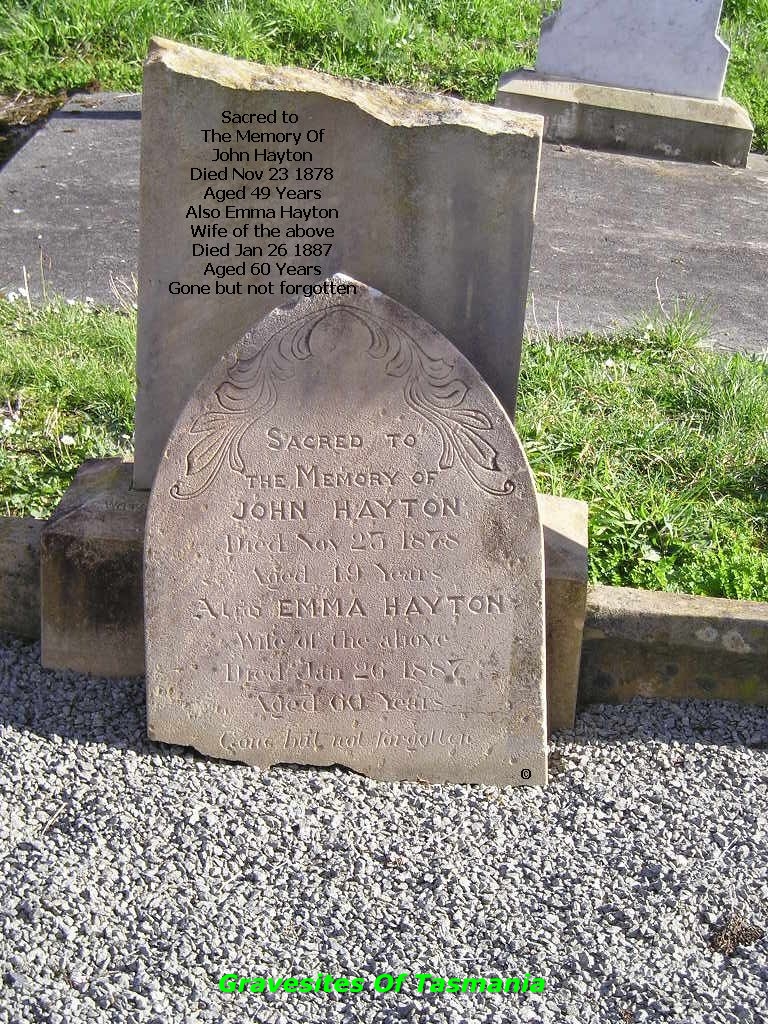 Sacred to
The Memory Of
John Hayton
Died Nov 23 1878
Aged 49 Years
Also Emma Hayton
Wife of the above
Died Jan 26 1887
Aged 60 Years
Gone but not forgotten
SACRED TO
THE MEMORY OF
JOHN HAYTON
Died Nov 23 1878
Aged 49 Years
ALSO EMMA HAYTON
Wife of the above
Died Jan 26 1887
Aged 60 Years
Gone but not forgotten
©
Gravesites Of Tasmania